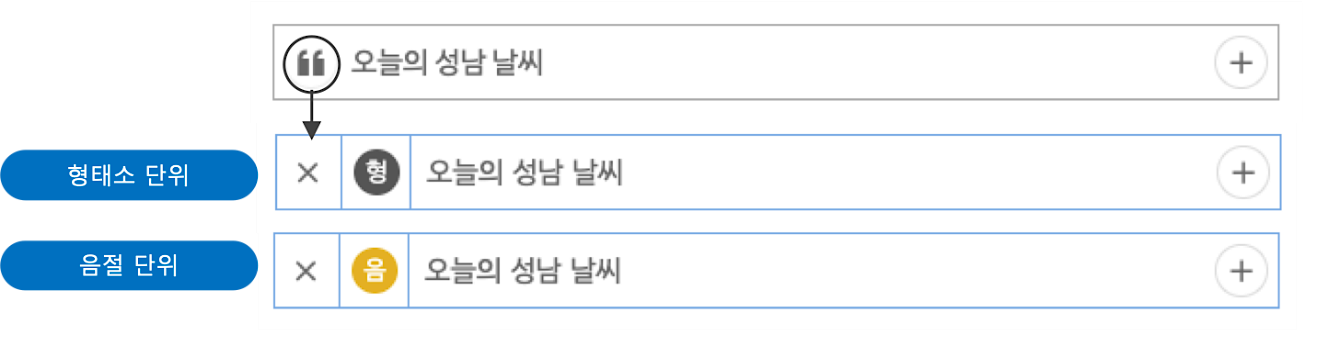 ❝ 오늘의 성남 날씨 +
형태소 단위 × 형 오늘의 성남 날씨 +
음절 단위 × 음 오늘의 성남 날씨 +